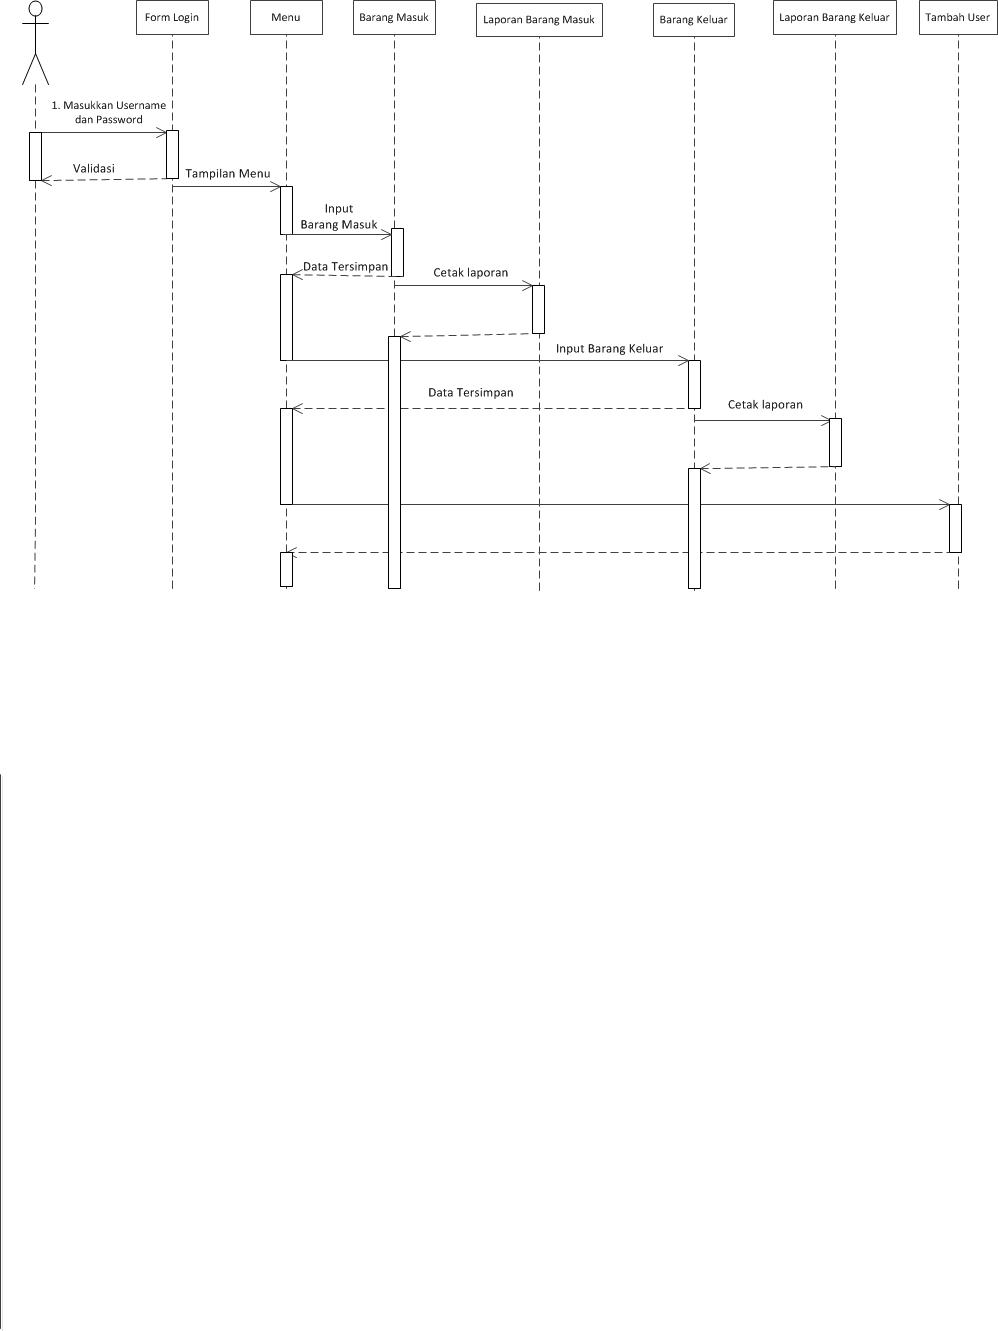 Form Login
Menu
Barang Masuk
Laporan Barang Masuk
Barang Keluar
Laporan Barang Keluar
Tambah User
1. Masukkan Username
dan Password
Validasi
Tampilan Menu
Input
Barang Masuk
Data Tersimpan
Cetak laporan
Input Barang Keluar
Data Tersimpan
Cetak laporan